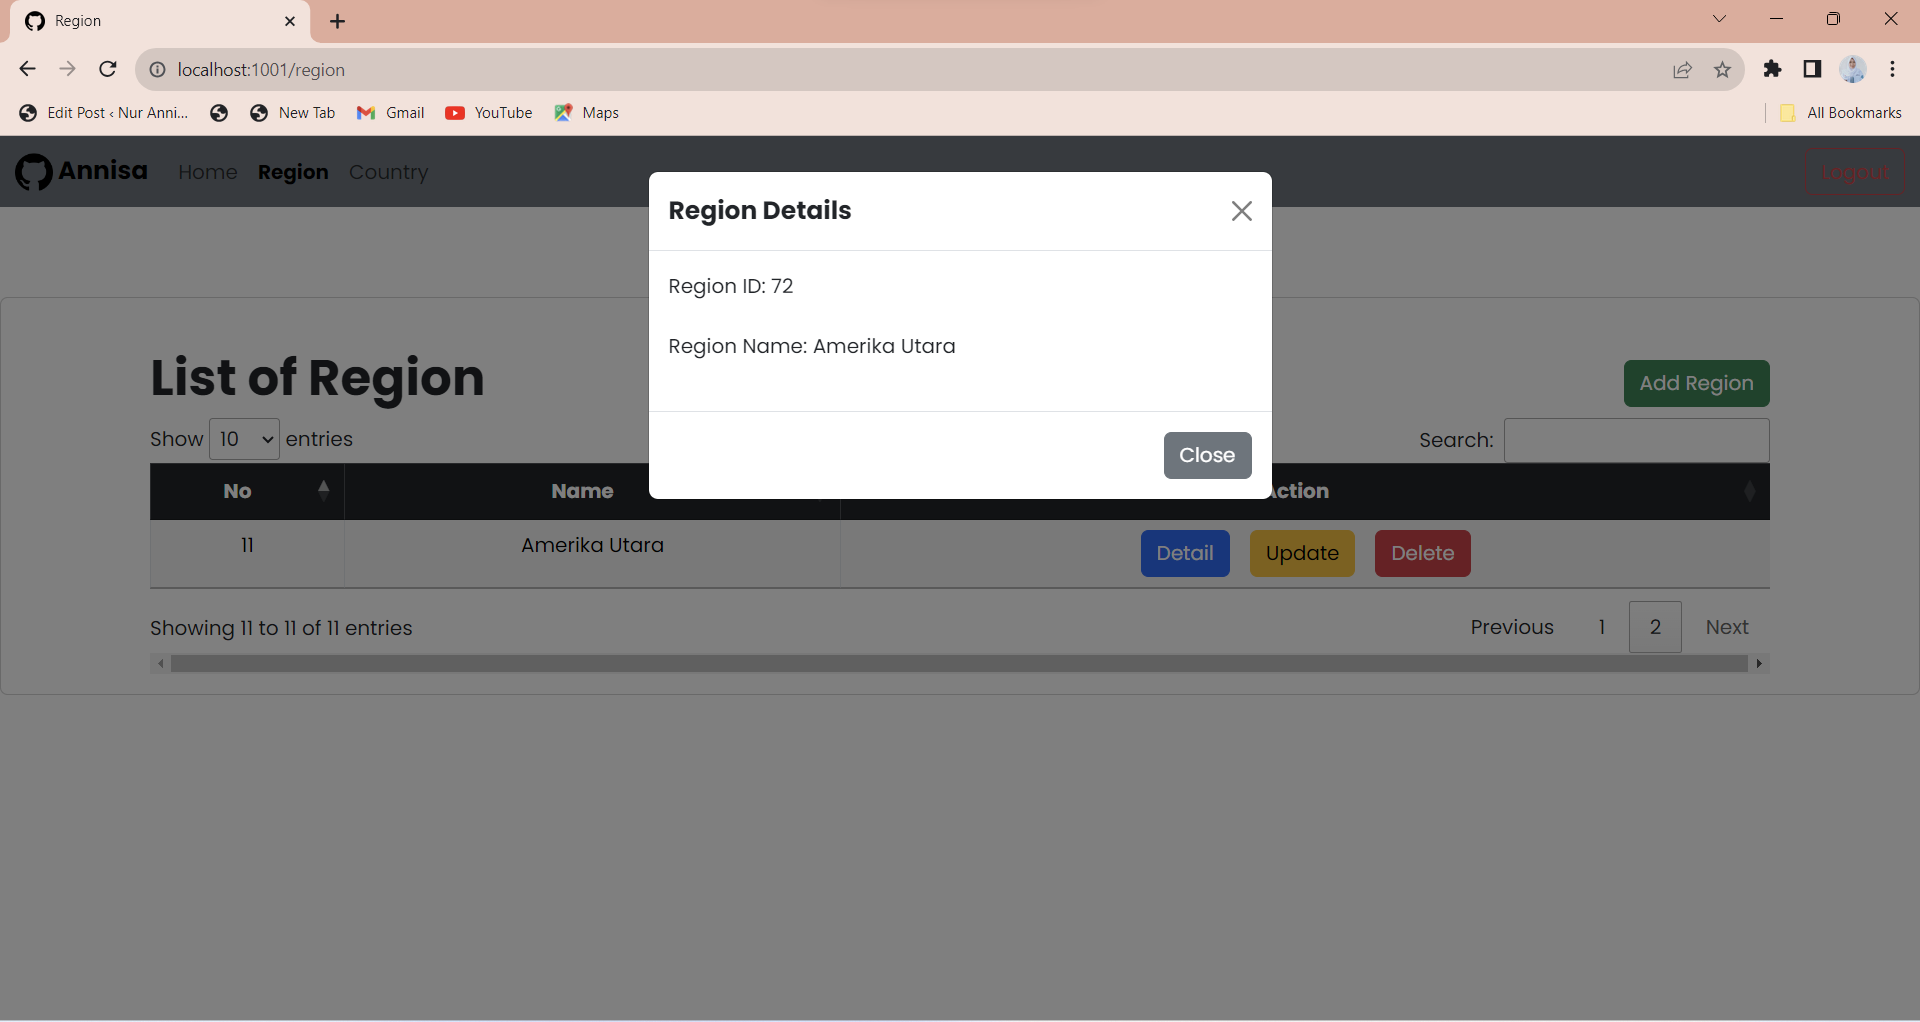 Region
localhost:1001/region
Edit Post ‹ Nur Anni... New Tab Gmail YouTube Maps All Bookmarks
Annisa Home Region Country Logout
Region Details
Region ID: 72
Region Name: Amerika Utara
Close
List of Region
Add Region
Show 10 entries
Search:
No Name
11 Amerika Utara Detail Update Delete
Showing 11 to 11 of 11 entries
Previous 1 2 Next